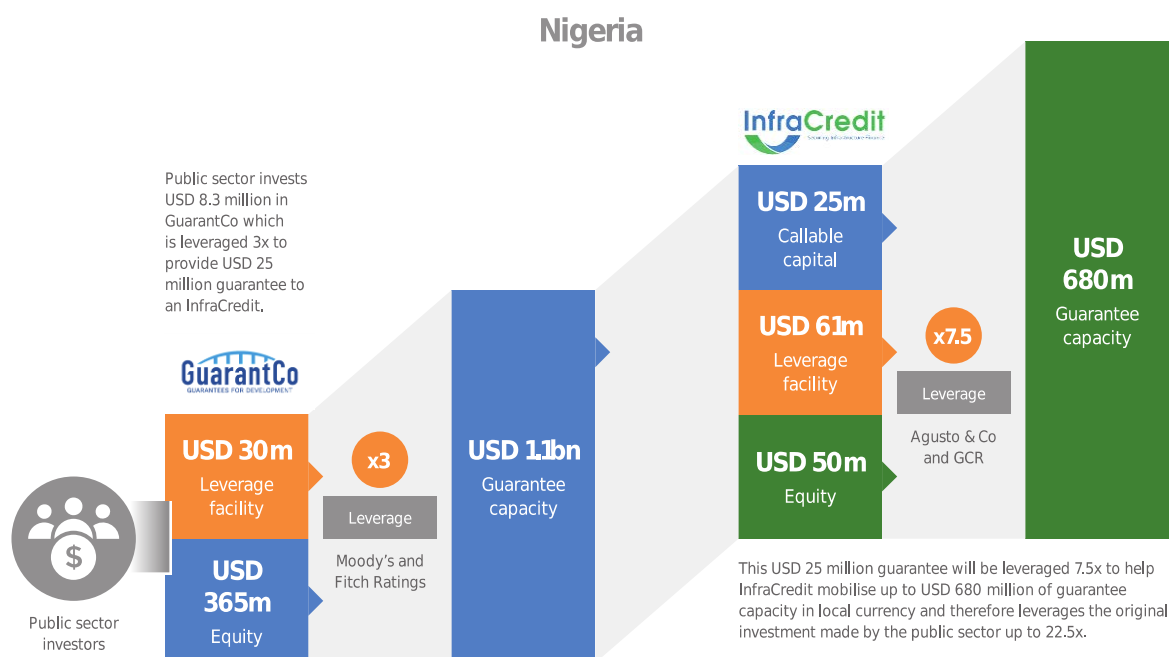 Nigeria
Public sector invests
USD 8.3 million in
GuarantCo which
is leveraged 3x to
provide USD 25
million guarantee to
an InfraCredit.
GuarantCo
GUARANTEES FOR DEVELOPMENT
USD 30m
Leverage
facility
USD
365m
Equity
Public sector
investors
$
x3
Leverage
Moody's and
Fitch Ratings
USD 1.1bn
Guarantee
capacity
InfraCredit
Securing Infrastructure Finance
USD 25m
Callable
capital
USD 61m
Leverage
facility
USD 50m
Equity
x7.5
Leverage
Agusto & Co
and GCR
USD
680m
Guarantee
capacity
This USD 25 million guarantee will be leveraged 7.5x to help
InfraCredit mobilise up to USD 680 million of guarantee
capacity in local currency and therefore leverages the original
investment made by the public sector up to 22.5x.